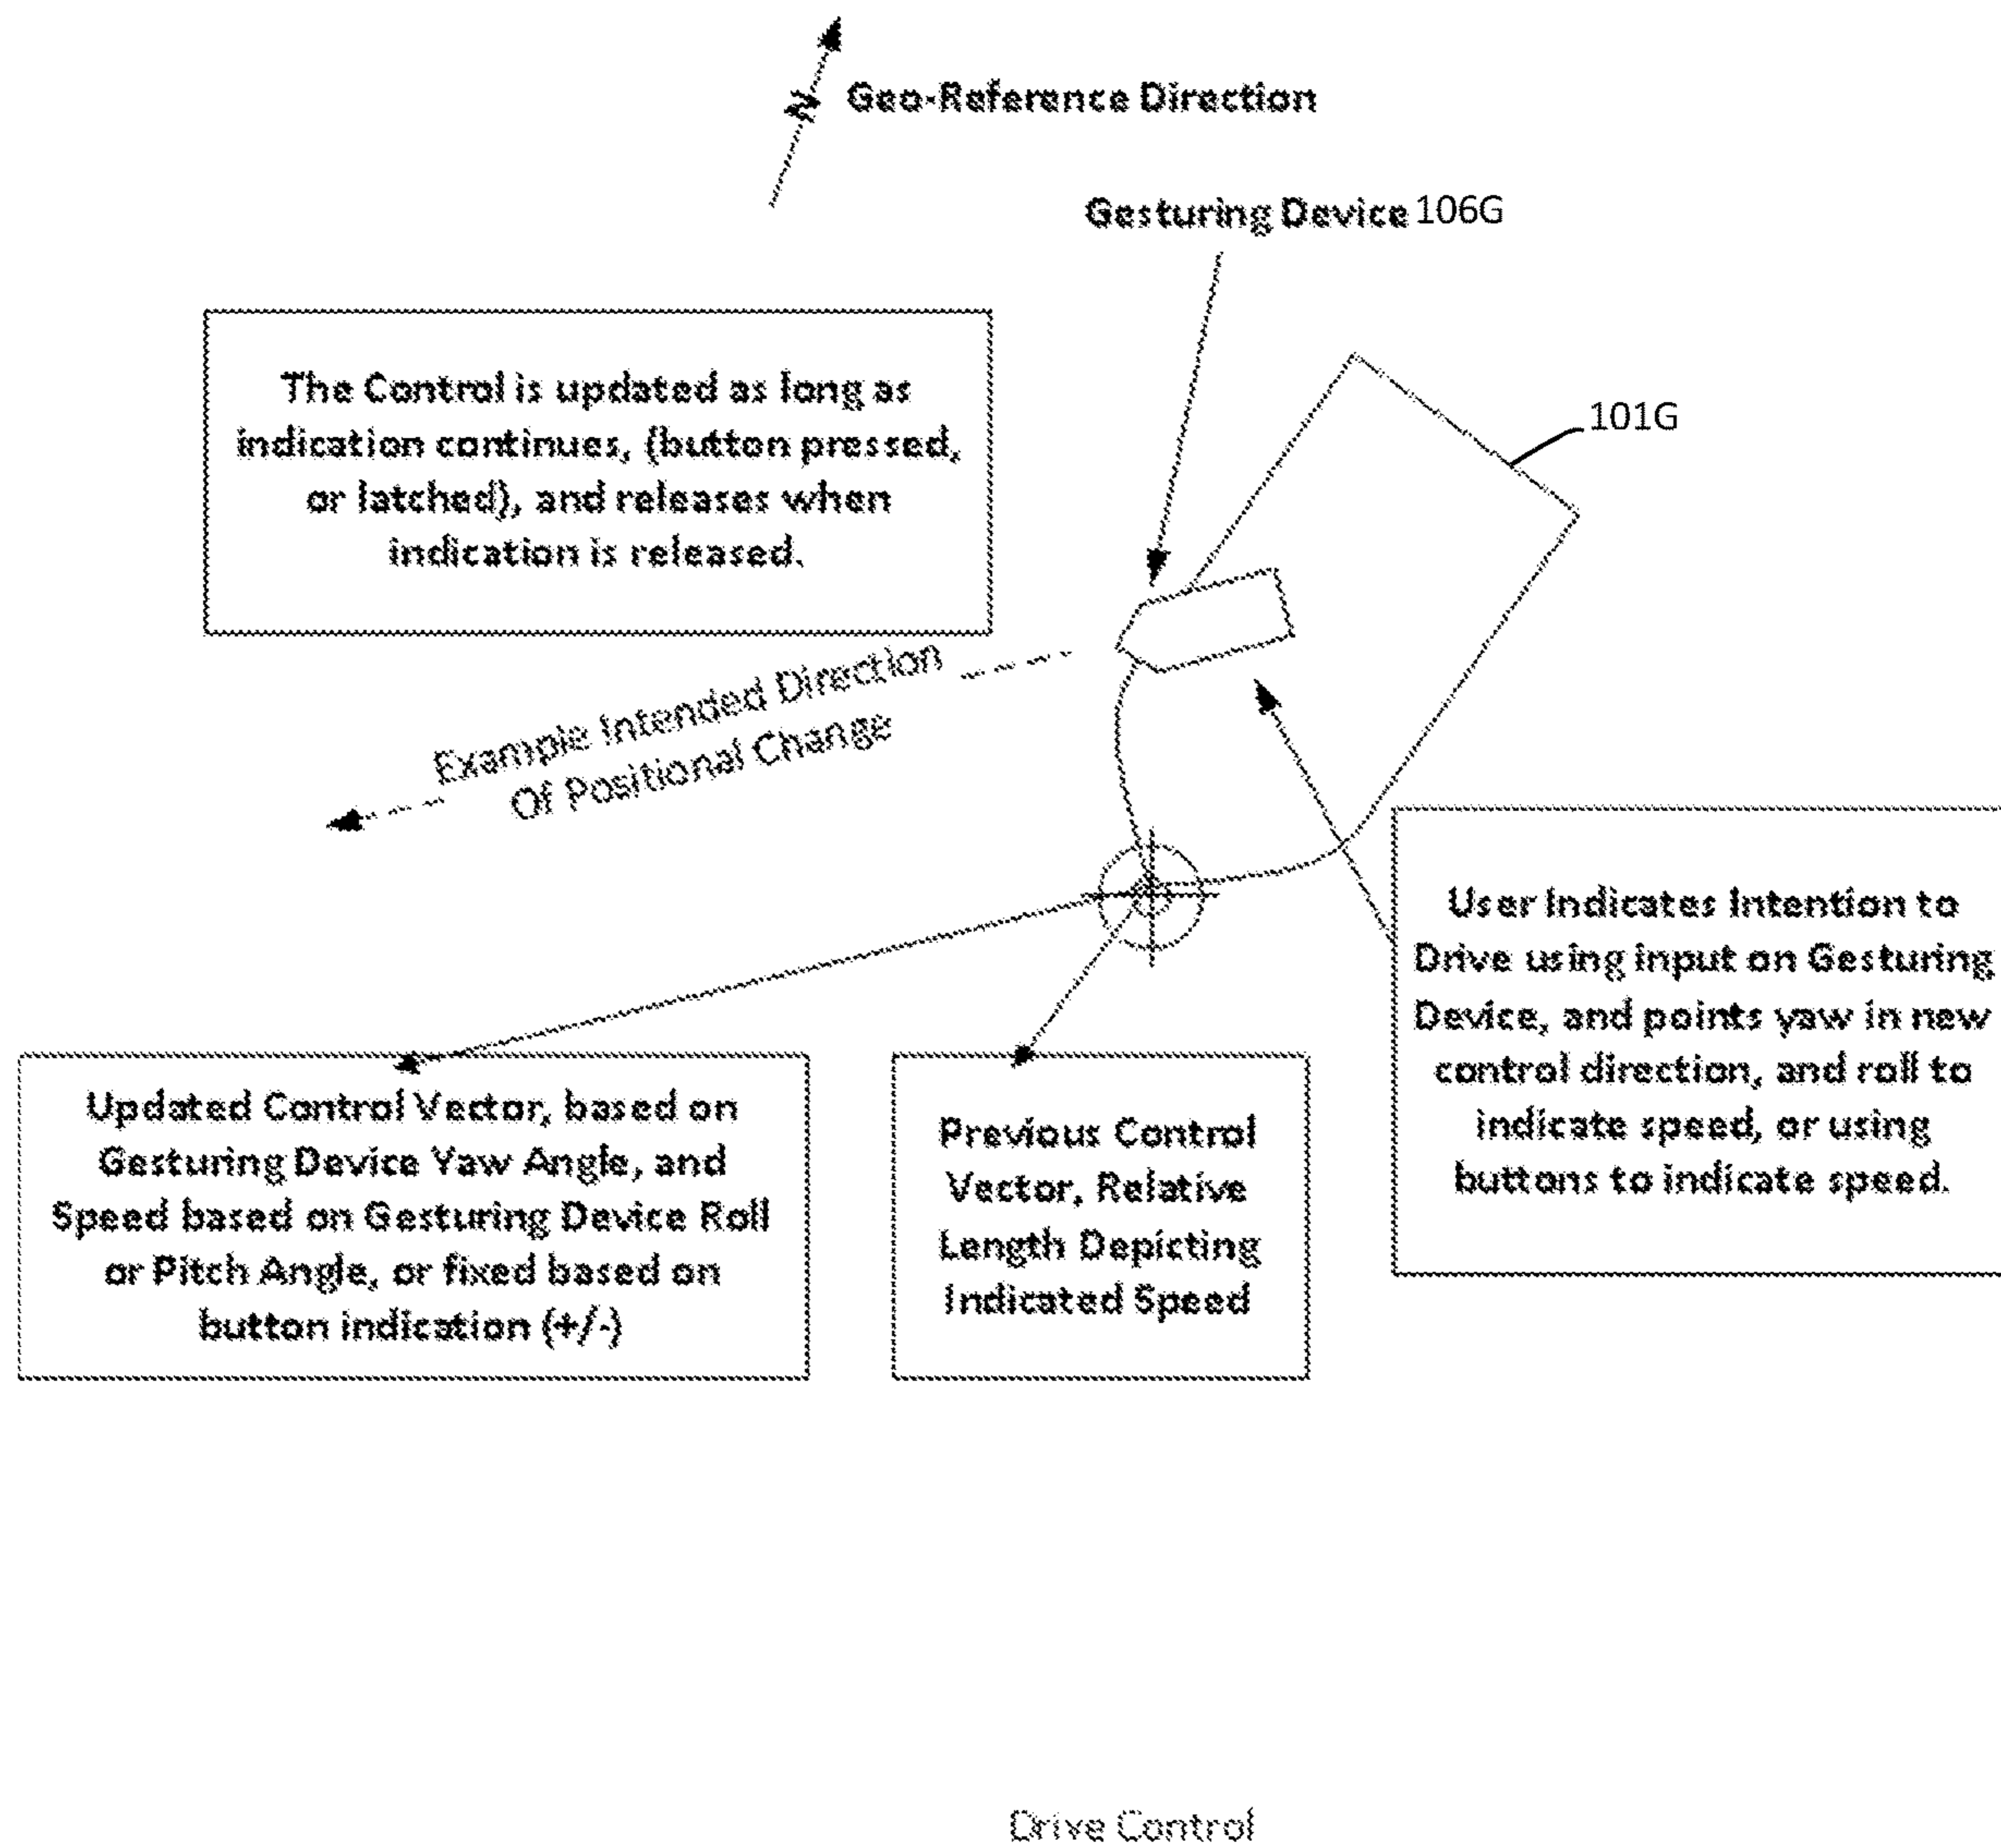 N
Geo-Reference Direction
Gesturing Device 106G
The Control is updated as long as
indication continues, (button pressed,
or latched), and releases when
indication is released.
101G
Example Intended Direction
Of Positional Change
User Indicates Intention to
Drive using input on Gesturing
Device, and points yaw in new
control direction, and roll to
indicate speed, or using
buttons to indicate speed.
Updated Control Vector, based on
Gesturing Device Yaw Angle, and
Speed based on Gesturing Device Roll
or Pitch Angle, or fixed based on
button indication (+/-)
Previous Control
Vector, Relative
Length Depicting
Indicated Speed
Drive Control